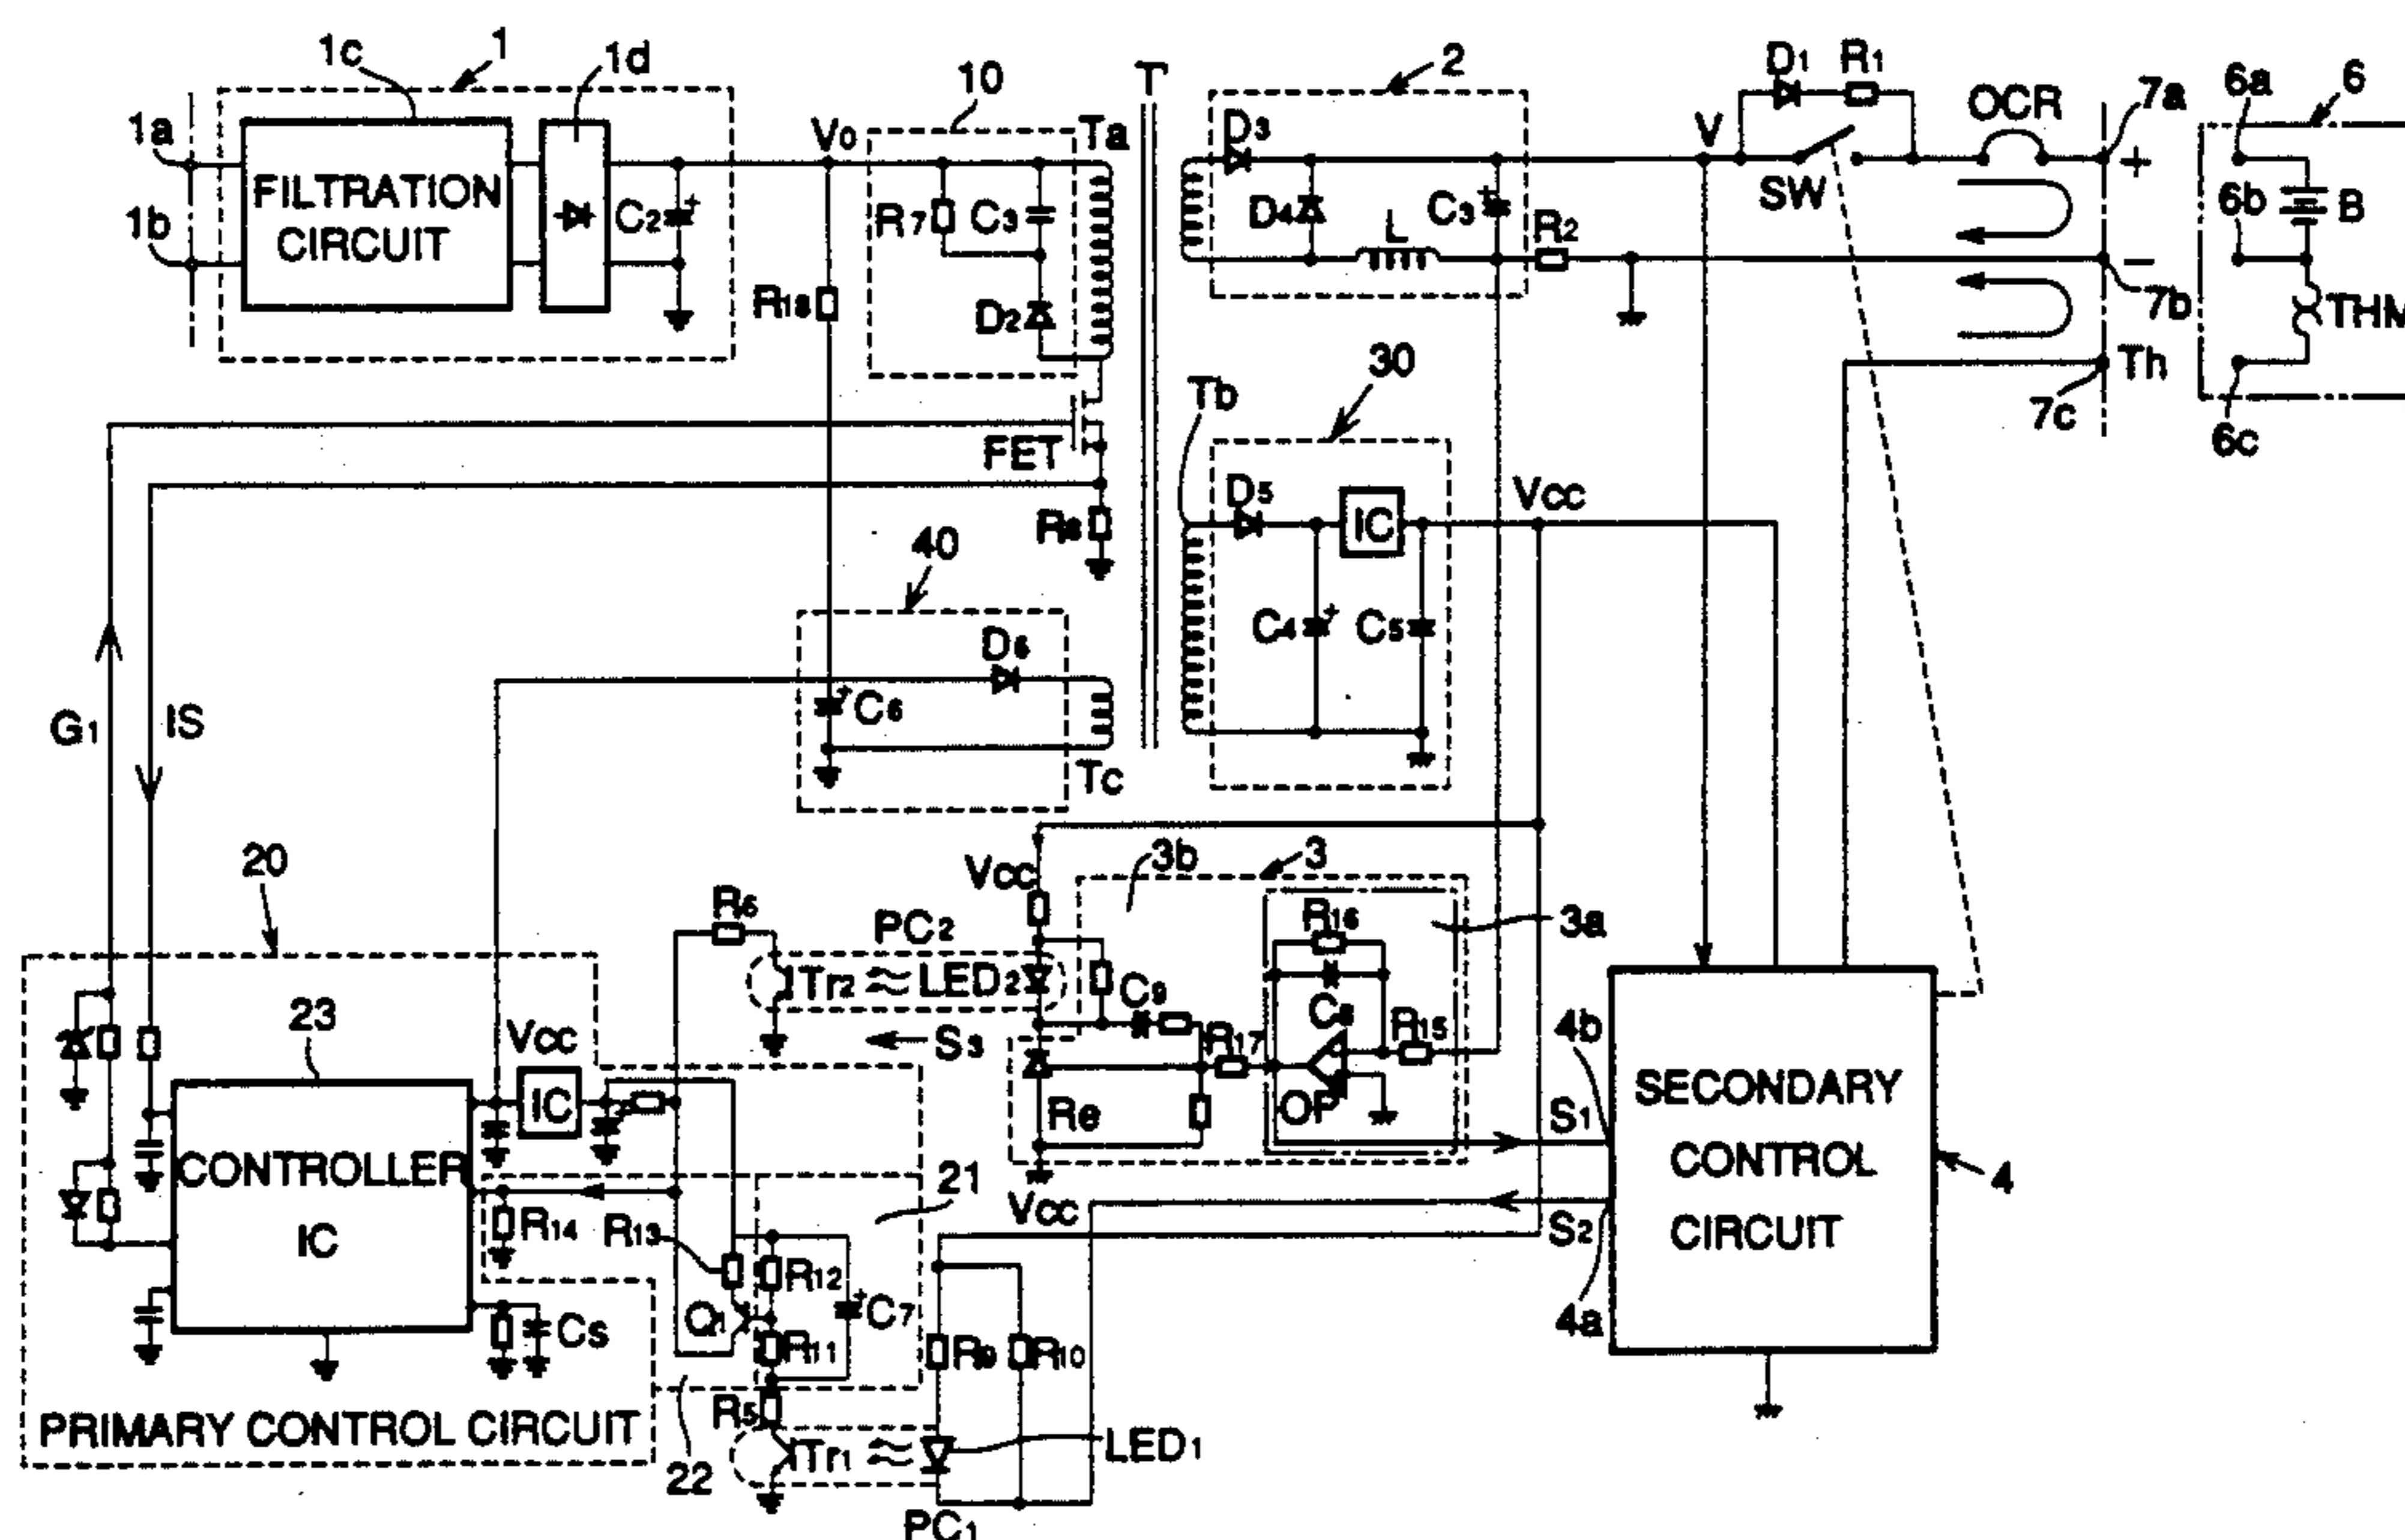 1c
1
1d
10
T
2
D1
R1
OCR
7a
6a
6
1a
FILTRATION
CIRCUIT
C2
+
V0
Ta
D3
V
+
SW
6b
B
1b
R7
C3
D4
L
C3
+
R2
−
7b
THM
R18
D2
30
Tb
Th
7c
6c
FET
D5
IC
VCC
R8
40
C4
+
C5
D6
G1
IS
+
C6
Tc
20
3b
3
VCC
R6
PC2
R16
3a
Tr2
LED2
C9
C8
23
VCC
S3
R17
R15
4b
IC
OP
Re
S1
SECONDARY
CONTROL
CIRCUIT
CONTROLLER
IC
21
4
VCC
S2
R14
R13
R12
4a
Q1
+
C7
R11
R9
R10
Cs
R5
PRIMARY CONTROL CIRCUIT
Tr1
LED1
22
PC1